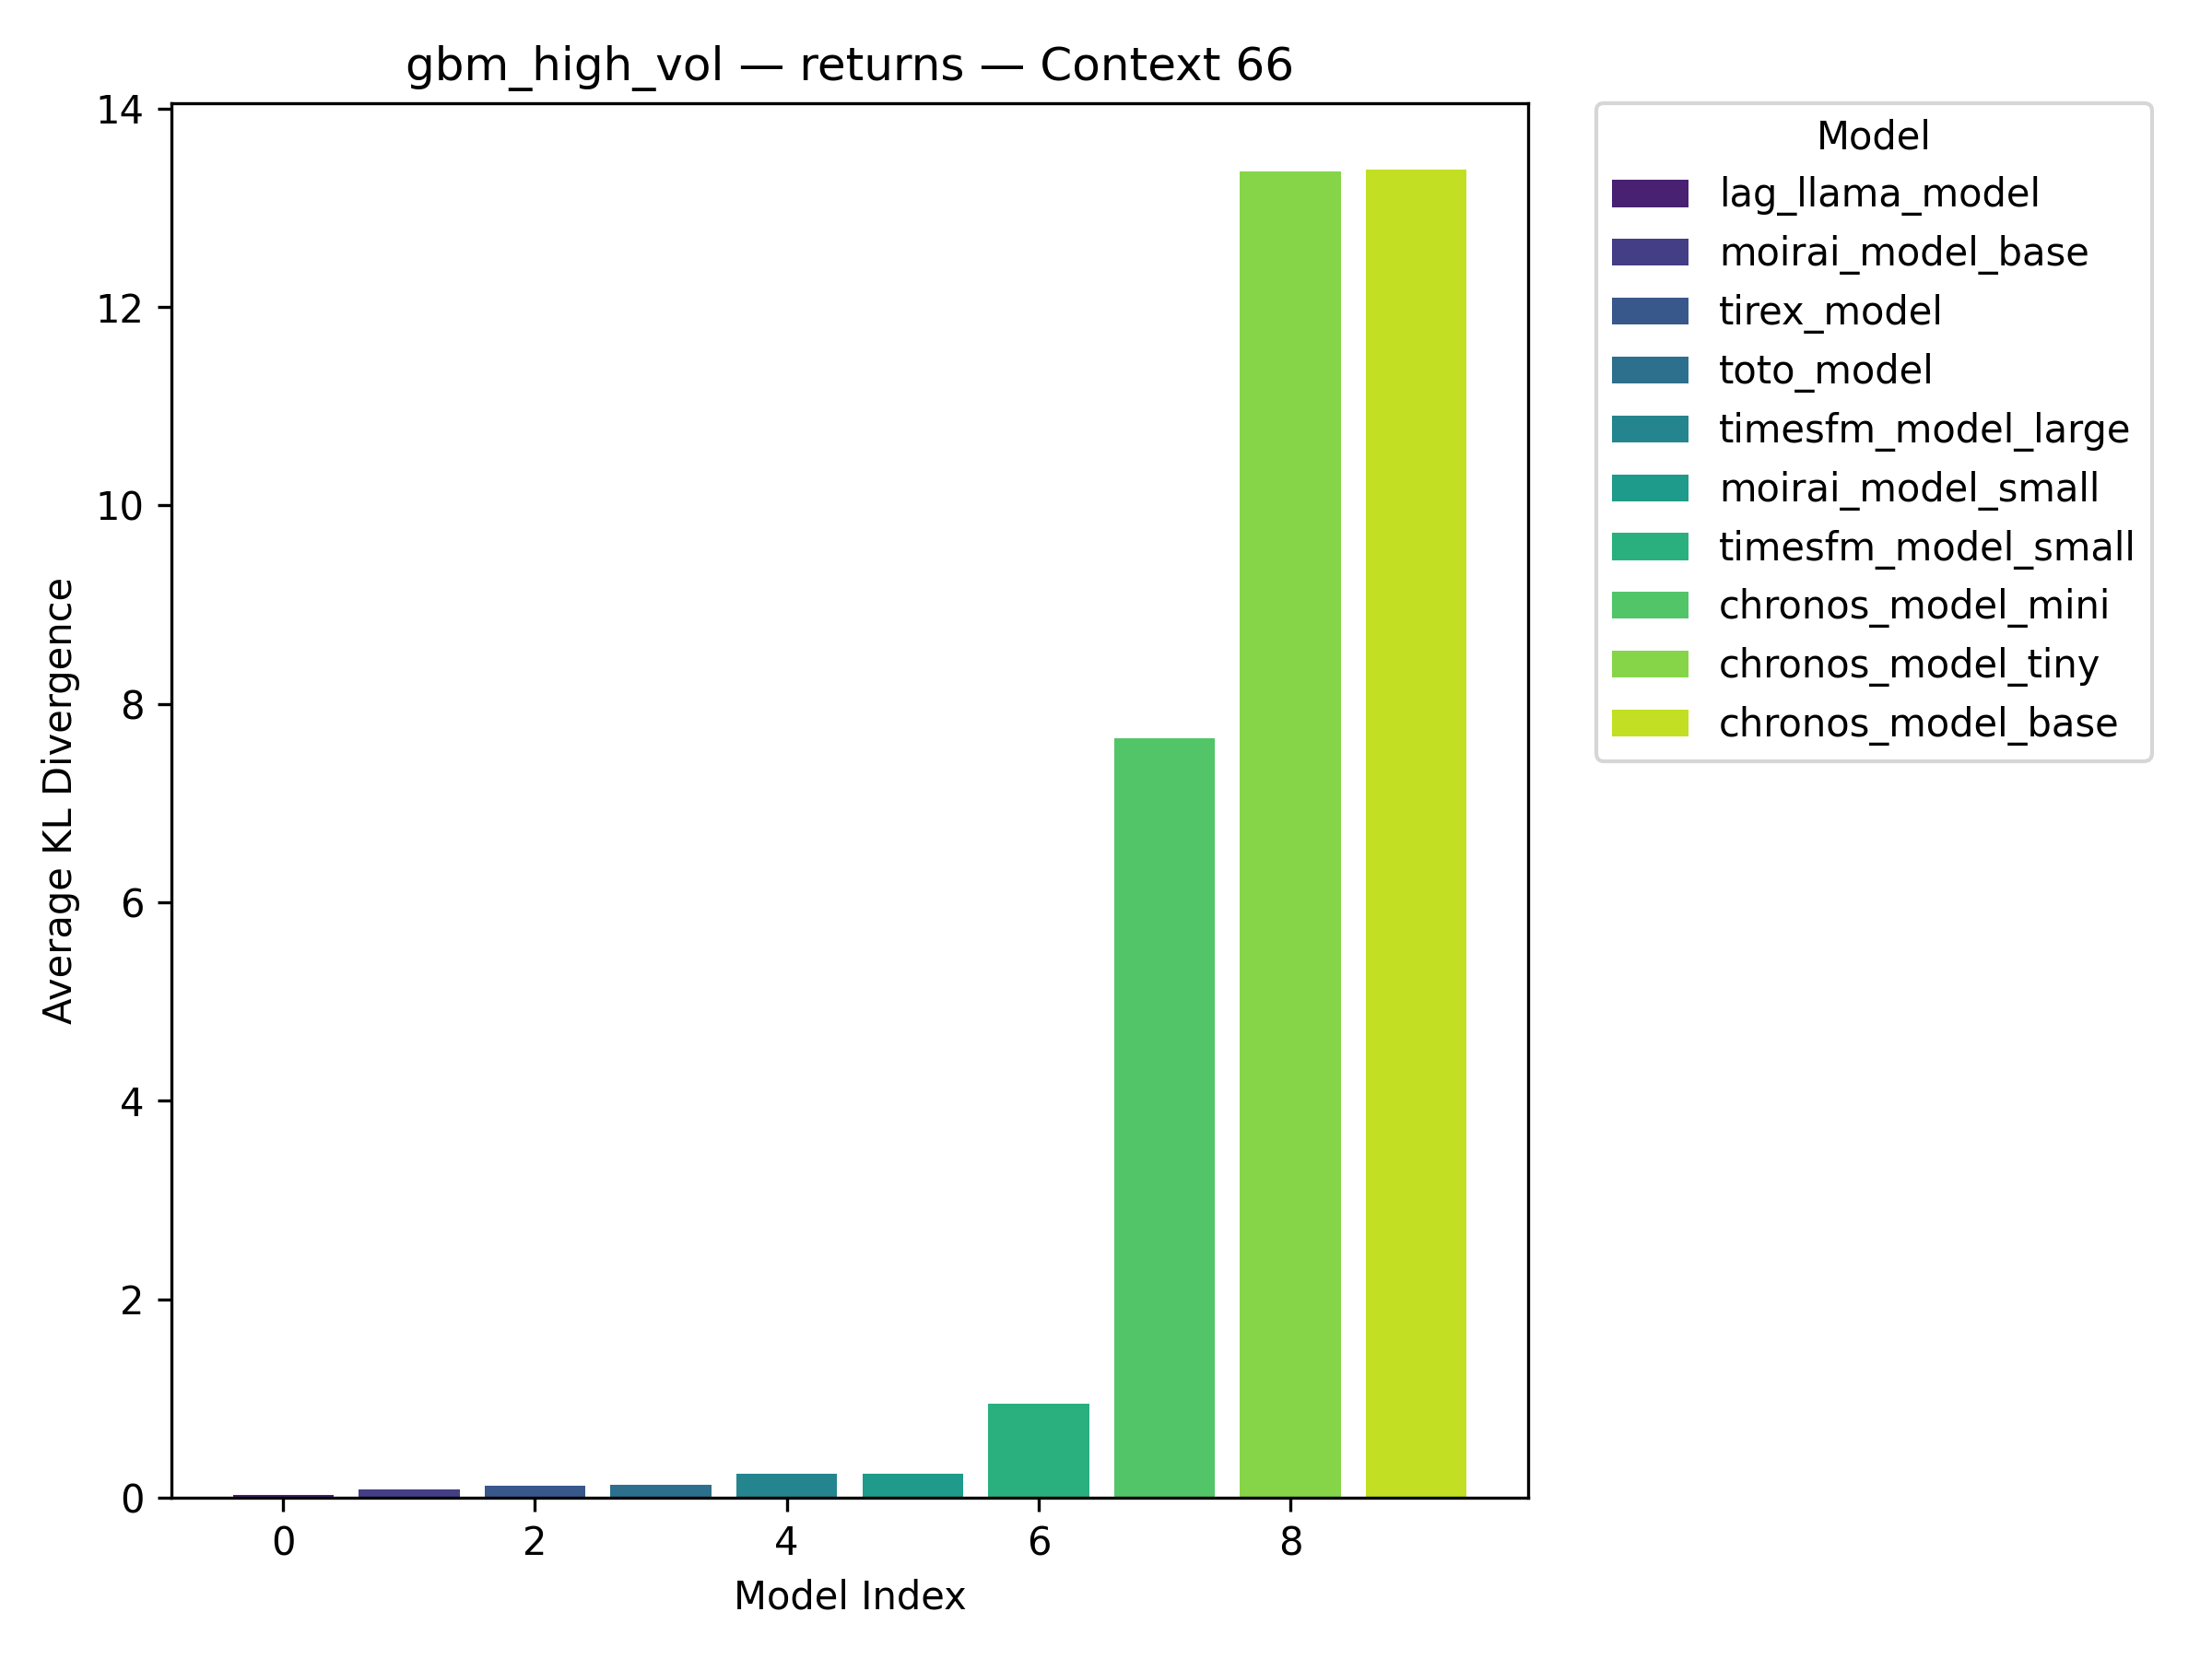 gbm_high_vol — returns — Context 66
14
12
10
8
6
4
2
0
Average KL Divergence
0 2 4 6 8
Model Index
Model
lag_llama_model
moirai_model_base
tirex_model
toto_model
timesfm_model_large
moirai_model_small
timesfm_model_small
chronos_model_mini
chronos_model_tiny
chronos_model_base